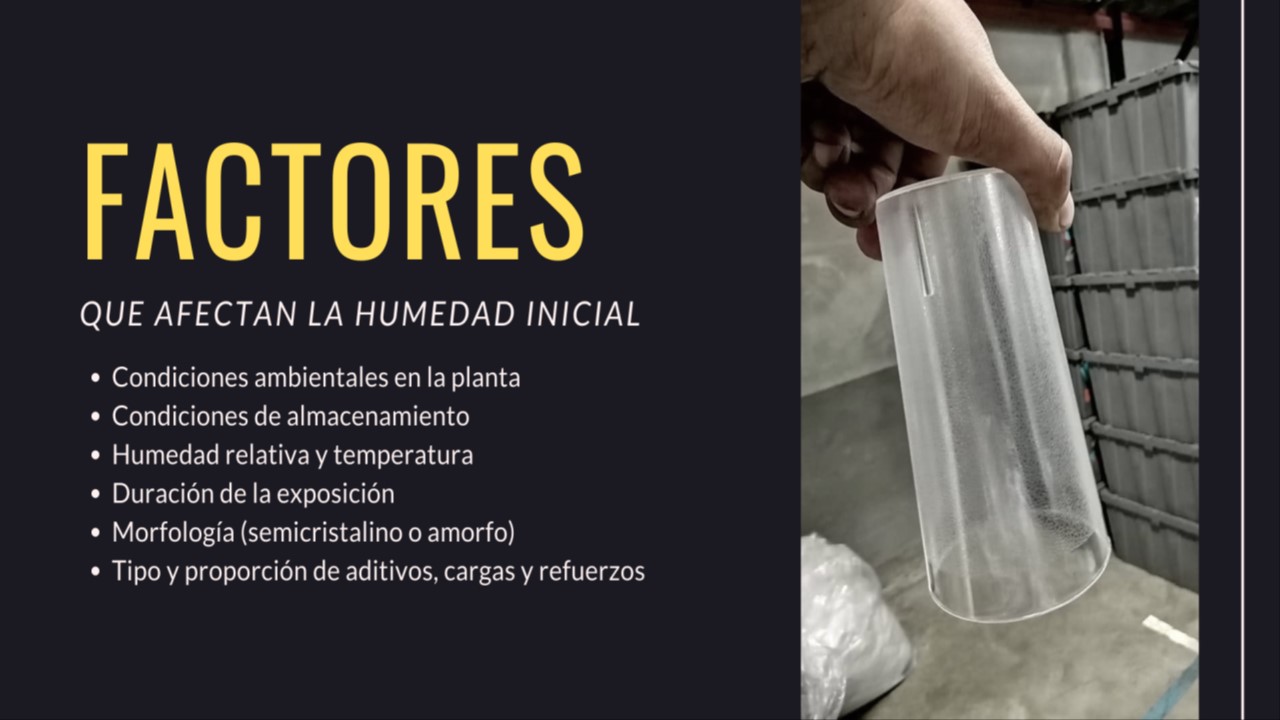 FACTORES
QUE AFECTAN LA HUMEDAD INICIAL
• Condiciones ambientales en la planta
• Condiciones de almacenamiento
• Humedad relativa y temperatura
• Duración de la exposición
• Morfología (semicristalino o amorfo)
• Tipo y proporción de aditivos, cargas y refuerzos